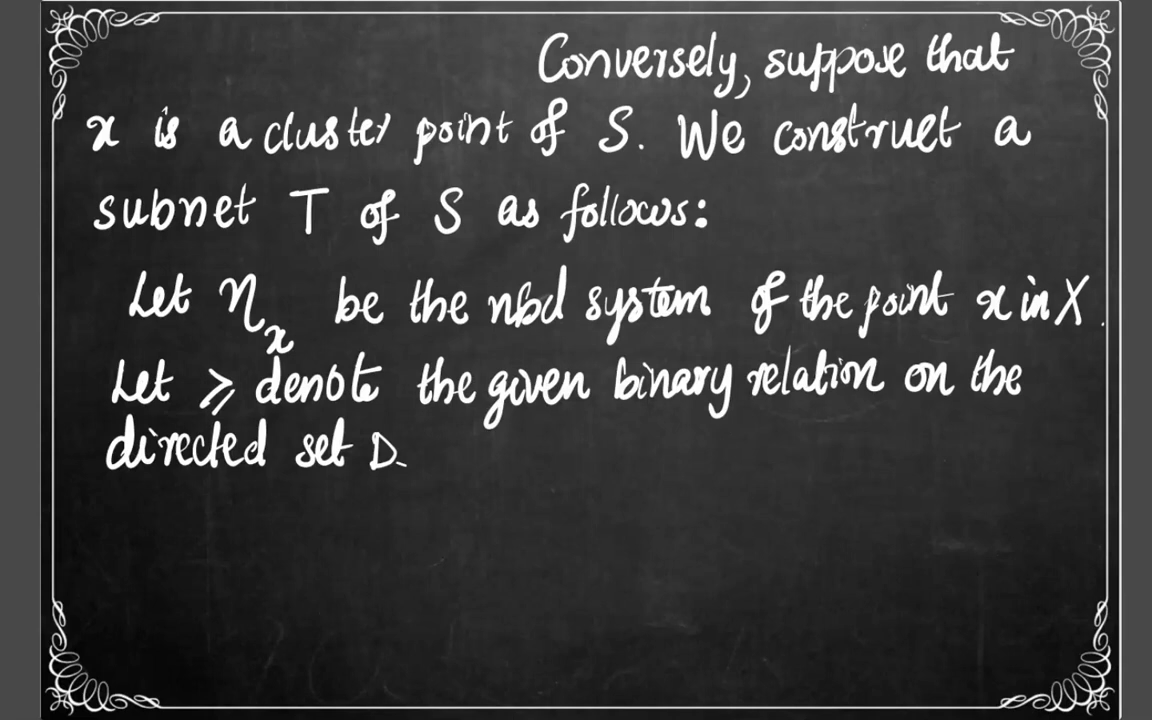 Conversely, suppose that
x is a cluster point of S. We construct a
subnet T of S as follows:
Let η_x be the nbd system of the point x in X.
Let ⩾ denote the given binary relation on the
directed set D.